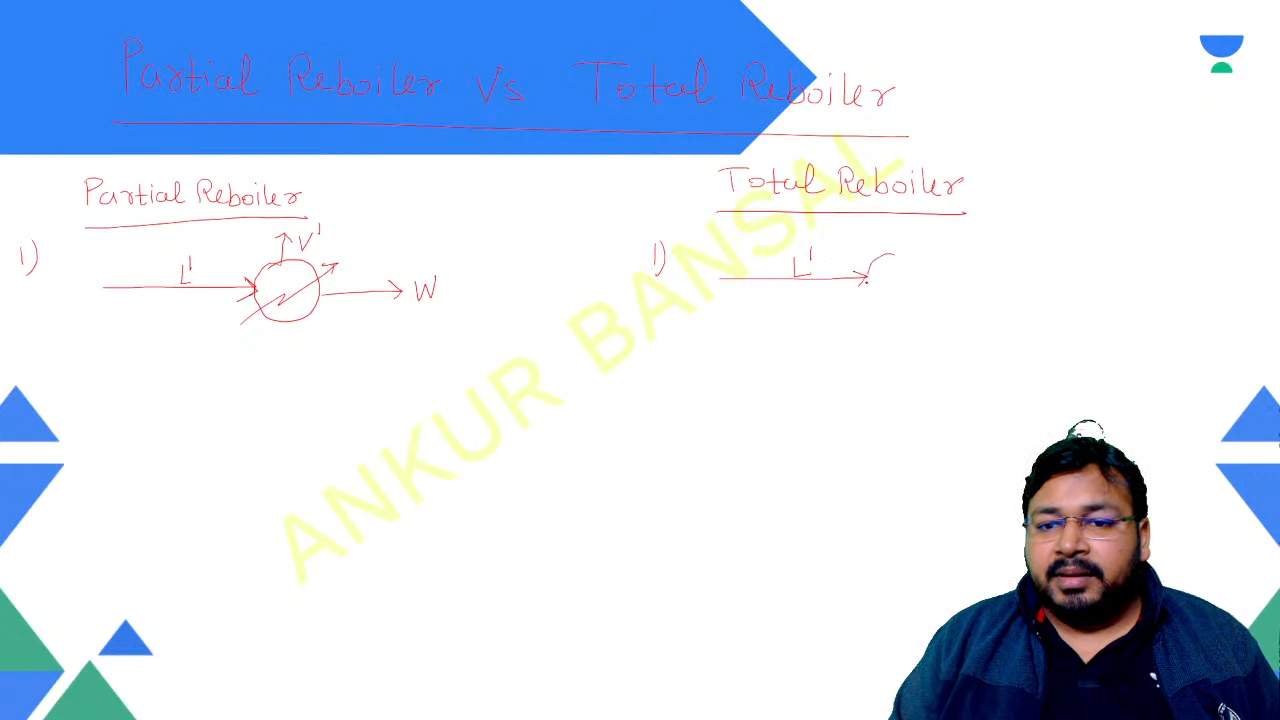 Partial Reboiler Vs Total Reboiler
Partial Reboiler
1)
L'
V'
W
Total Reboiler
1)
L'
ANKUR BANSAL